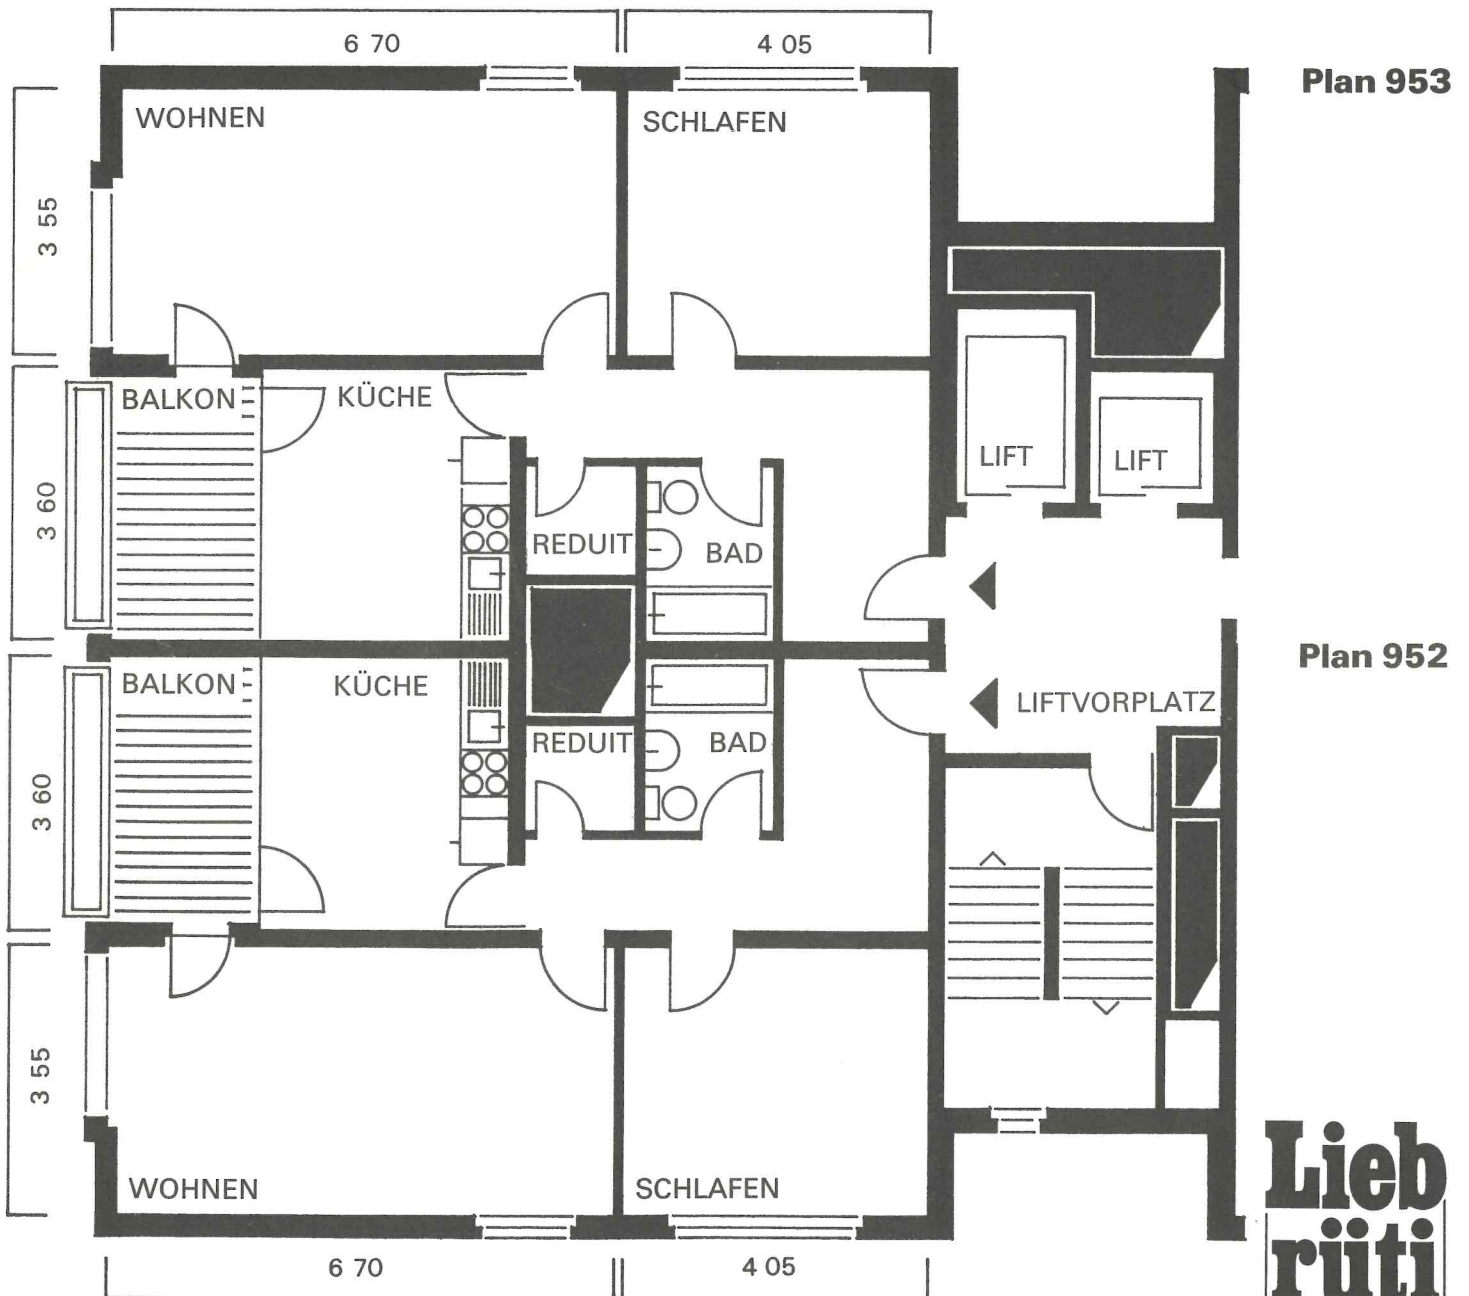 6 70
4 05
Plan 953
WOHNEN
SCHLAFEN
3 55
BALKON
KÜCHE
LIFT
LIFT
3 60
REDUIT
BAD
Plan 952
BALKON
KÜCHE
LIFTVORPLATZ
REDUIT
BAD
3 60
3 55
WOHNEN
SCHLAFEN
6 70
4 05
Lieb
rüti